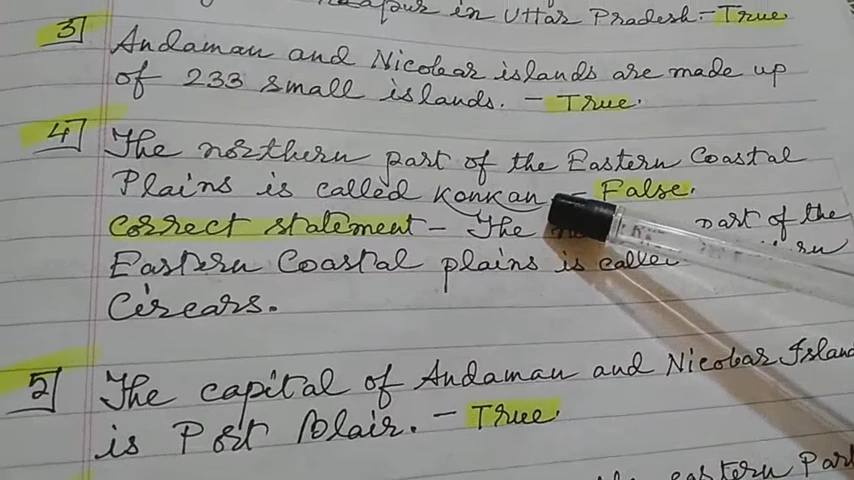 in Uttar Pradesh. - True.
3 Andaman and Nicobar islands are made up
of 233 small islands. - True.
4 The northern part of the Eastern Coastal
Plains is called Konkan - False.
Correct statement - The part of the
Eastern Coastal plains is called
Circars.
2 The capital of Andaman and Nicobar Island
is Port Blair. - True.
eastern Part